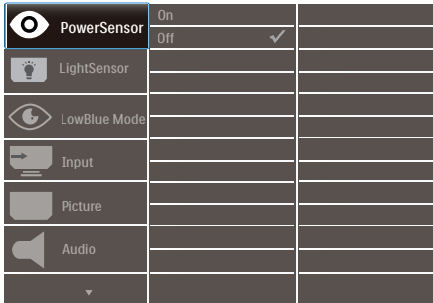 PowerSensor
On
Off
LightSensor
LowBlue Mode
Input
Picture
Audio